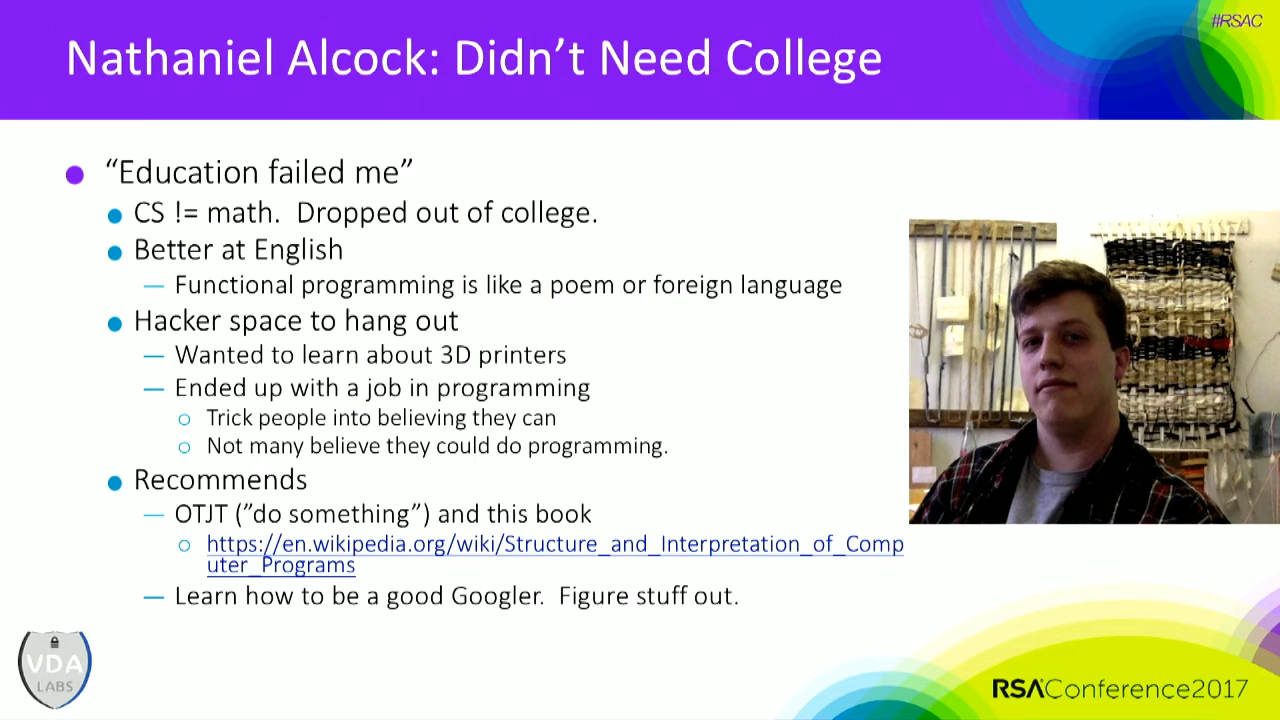 #RSAC
Nathaniel Alcock: Didn’t Need College
“Education failed me”
CS != math.  Dropped out of college.
Better at English
Functional programming is like a poem or foreign language
Hacker space to hang out
Wanted to learn about 3D printers
Ended up with a job in programming
Trick people into believing they can
Not many believe they could do programming.
Recommends
OTJT (”do something”) and this book
https://en.wikipedia.org/wiki/Structure_and_Interpretation_of_Comp
uter_Programs
Learn how to be a good Googler.  Figure stuff out.
VDA
LABS
RSAConference2017